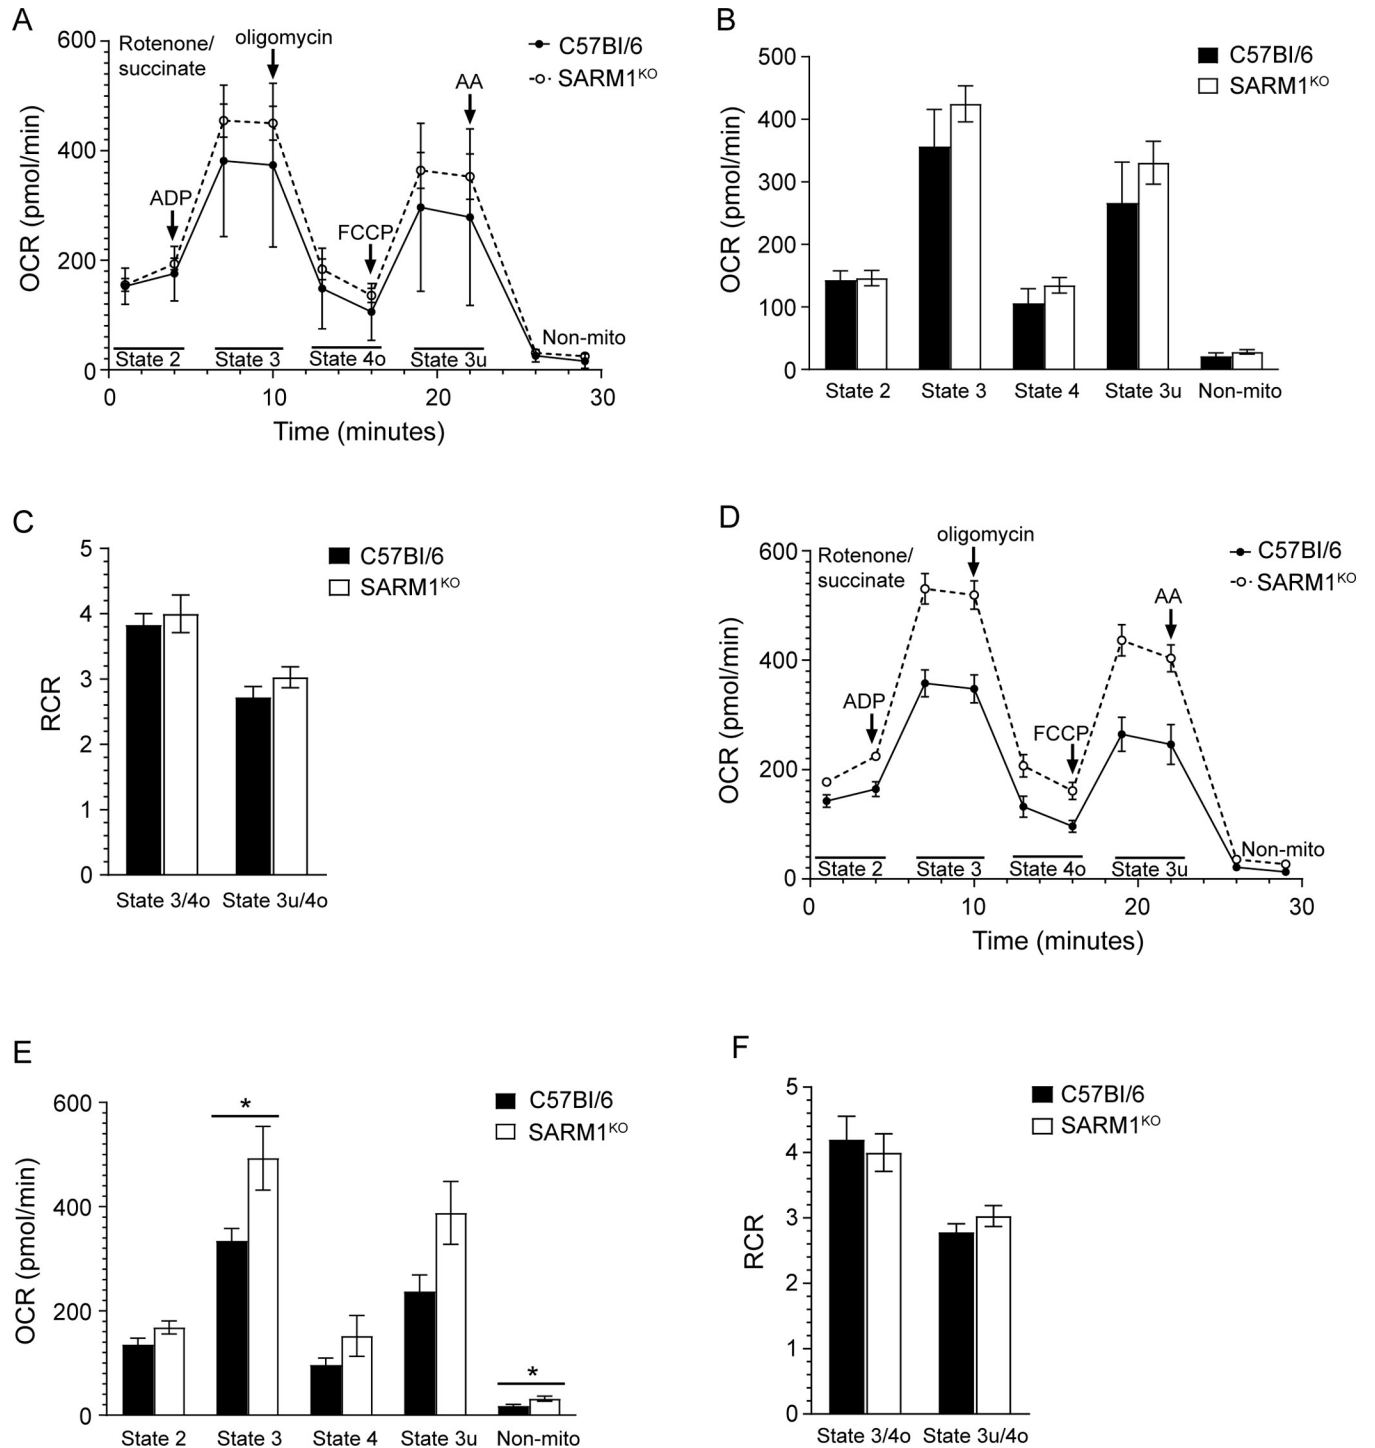 A
600
400
200
0
OCR (pmol/min)
Rotenone/
succinate
oligomycin
ADP
FCCP
AA
Non-mito
State 2
State 3
State 4o
State 3u
0
10
20
30
Time (minutes)
C57Bl/6
SARM1KO
B
500
400
300
200
100
0
OCR (pmol/min)
C57Bl/6
SARM1KO
State 2
State 3
State 4
State 3u
Non-mito
C
5
4
3
2
1
0
RCR
C57Bl/6
SARM1KO
State 3/4o
State 3u/4o
D
600
400
200
0
OCR (pmol/min)
Rotenone/
succinate
oligomycin
ADP
FCCP
AA
Non-mito
State 2
State 3
State 4o
State 3u
0
10
20
30
Time (minutes)
C57Bl/6
SARM1KO
E
600
400
200
0
OCR (pmol/min)
*
*
C57Bl/6
SARM1KO
State 2
State 3
State 4
State 3u
Non-mito
F
5
4
3
2
1
0
RCR
C57Bl/6
SARM1KO
State 3/4o
State 3u/4o